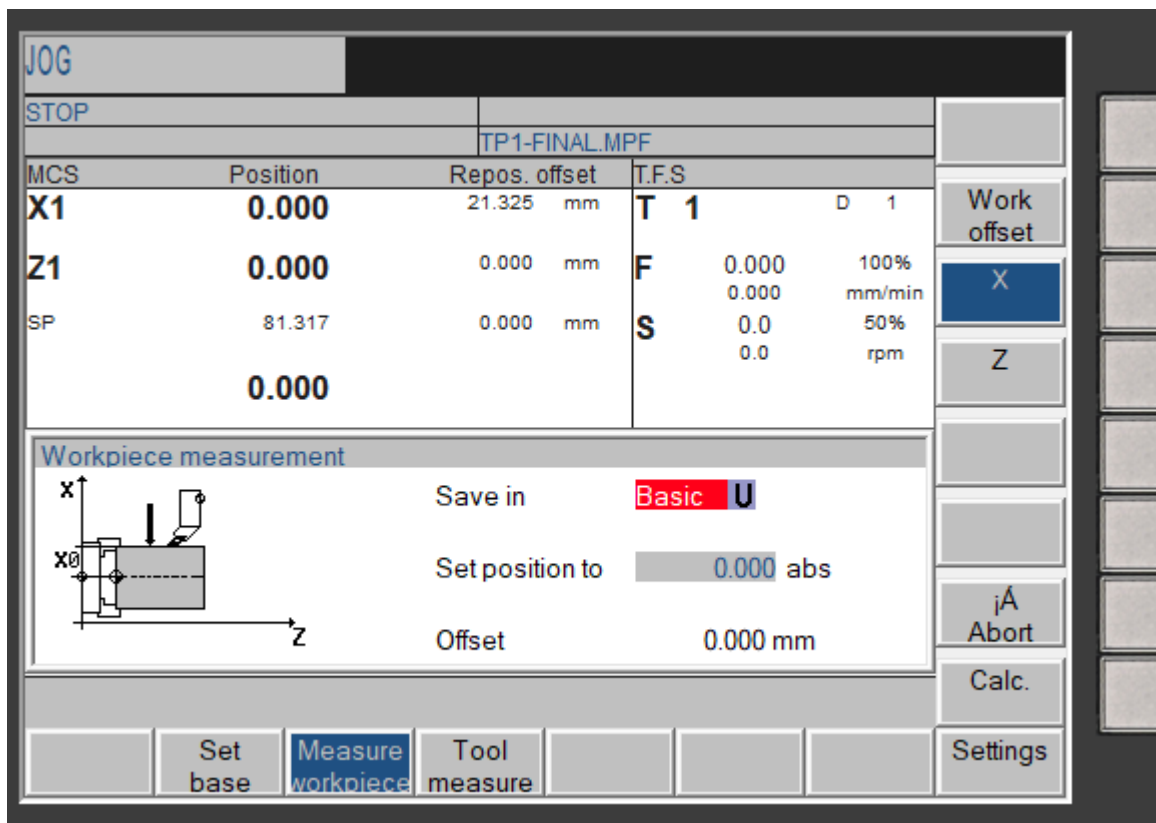 JOG
STOP
TP1-FINAL.MPF
MCS Position Repos. offset T.F.S
X1 0.000 21.325 mm T 1 D 1
Z1 0.000 0.000 mm F 0.000 100%
0.000 mm/min
SP 81.317 0.000 mm S 0.0 50%
0.0 rpm
0.000
Workpiece measurement
X
X0
Z
Save in Basic U
Set position to 0.000 abs
Offset 0.000 mm
Work
offset
X
Z
¡Á
Abort
Calc.
Set
base
Measure
workpiece
Tool
measure
Settings